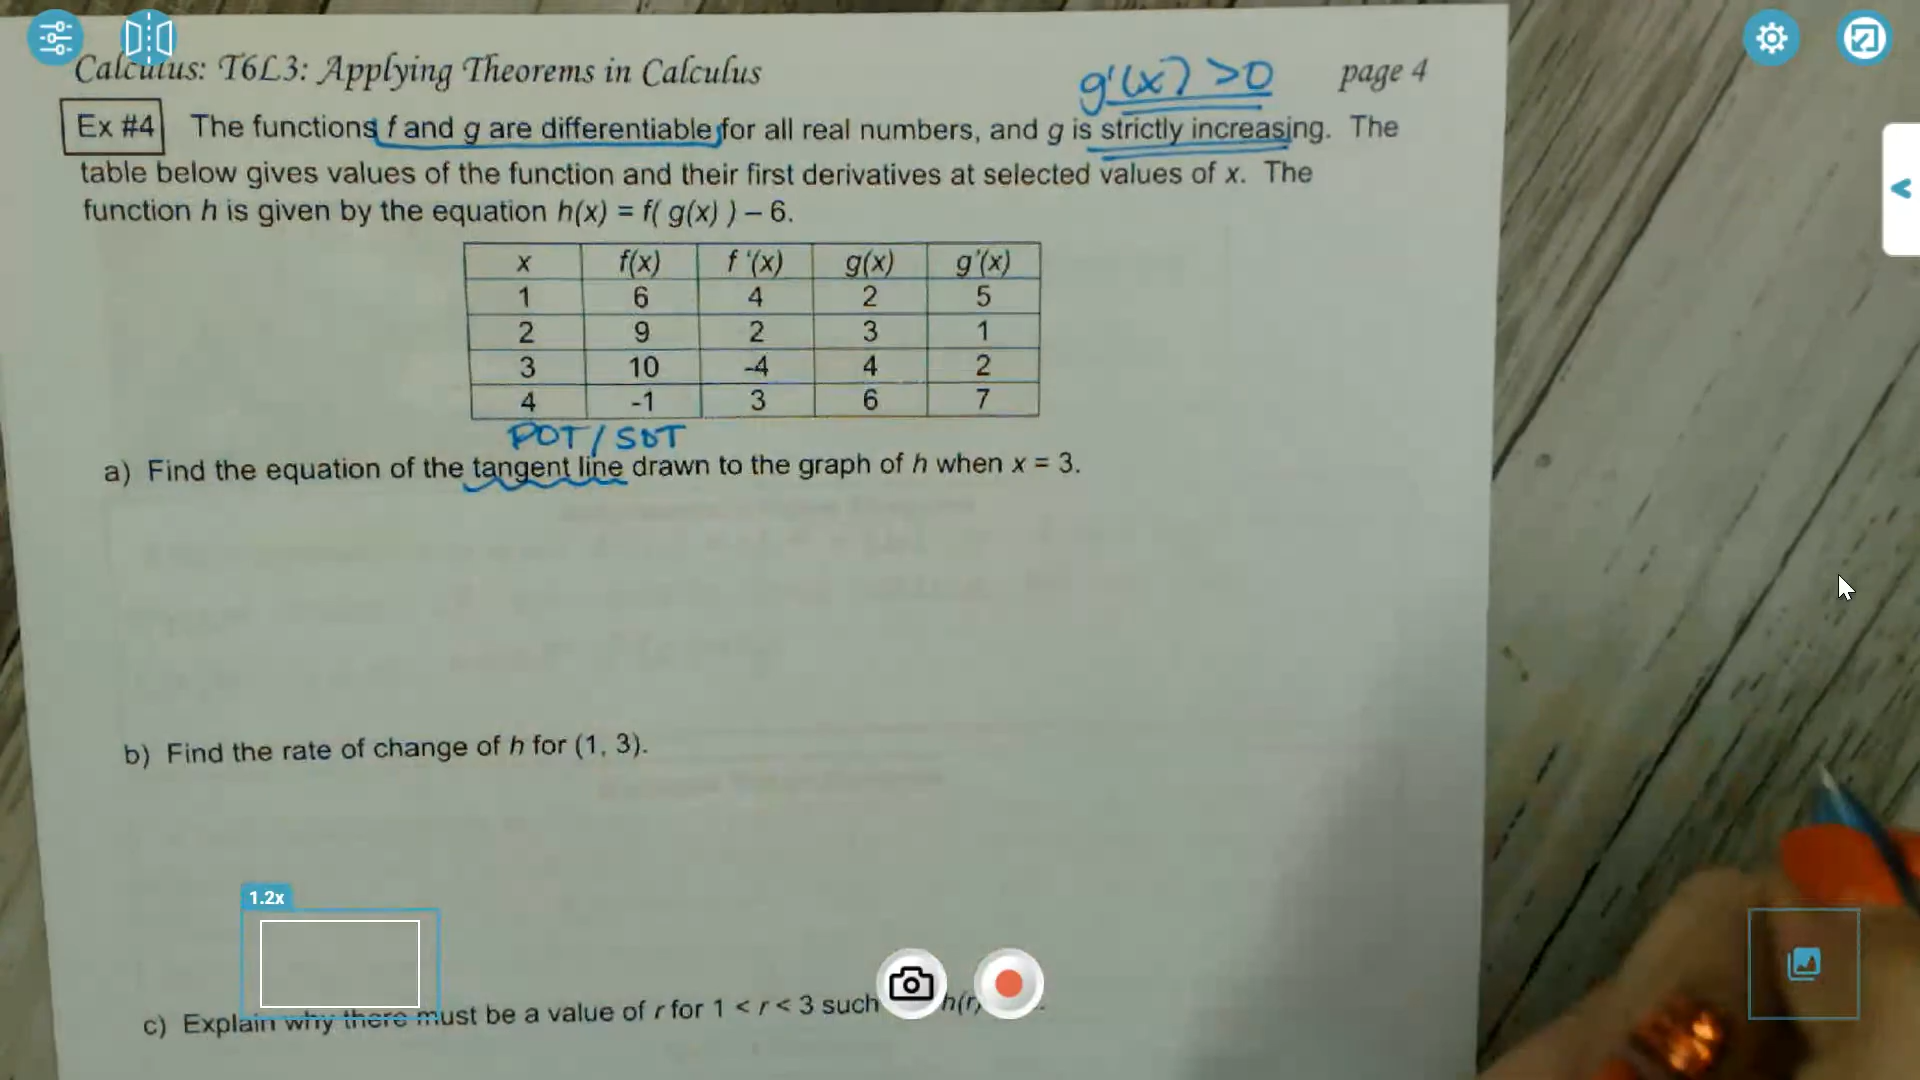 Calculus: T6L3: Applying Theorems in Calculus
g'(x) >0
page 4
Ex #4 The functions f and g are differentiable for all real numbers, and g is strictly increasing. The
table below gives values of the function and their first derivatives at selected values of x. The
function h is given by the equation h(x) = f( g(x) ) – 6.
x f(x) f '(x) g(x) g'(x)
1 6 4 2 5
2 9 2 3 1
3 10 -4 4 2
4 -1 3 6 7
POT / SOT
a) Find the equation of the tangent line drawn to the graph of h when x = 3.
b) Find the rate of change of h for (1, 3).
1.2x
c) Explain why there must be a value of r for 1 < r < 3 such h(r)